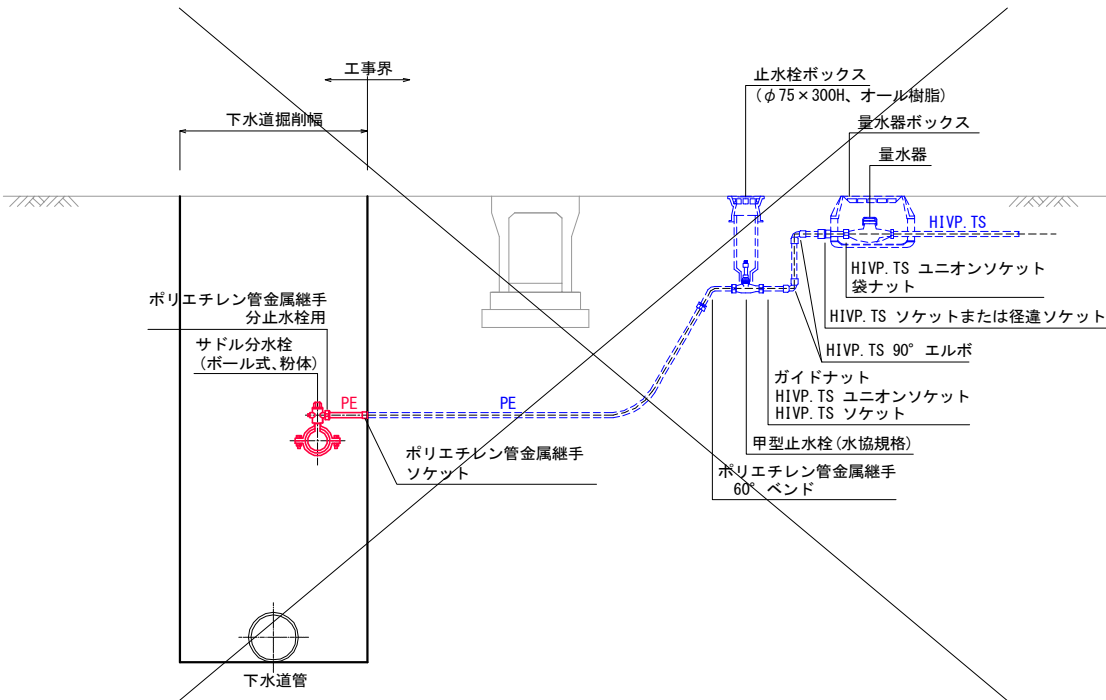 工事界
止水栓ボックス
(φ75×300H、オール樹脂)
下水道掘削幅
量水器ボックス
量水器
HIVP.TS
HIVP.TS ユニオンソケット
袋ナット
ポリエチレン管金属継手
分止水栓用
HIVP.TS ソケットまたは径違ソケット
サドル分水栓
(ボール式、粉体)
HIVP.TS 90° エルボ
ガイドナット
HIVP.TS ユニオンソケット
HIVP.TS ソケット
PE
PE
甲型止水栓(水協規格)
ポリエチレン管金属継手
ソケット
ポリエチレン管金属継手
60° ベンド
下水道管